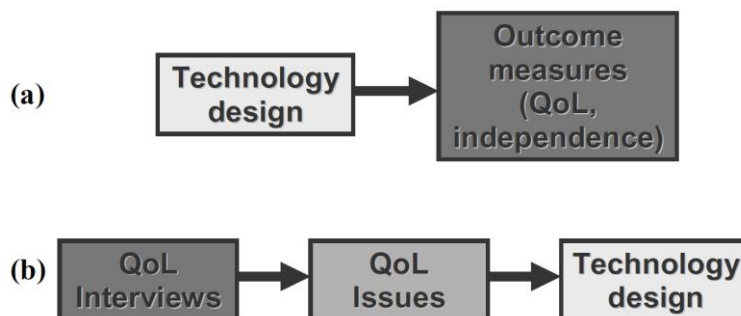 (a)
Technology
design
Outcome
measures
(QoL,
independence)
(b)
QoL
Interviews
QoL
Issues
Technology
design